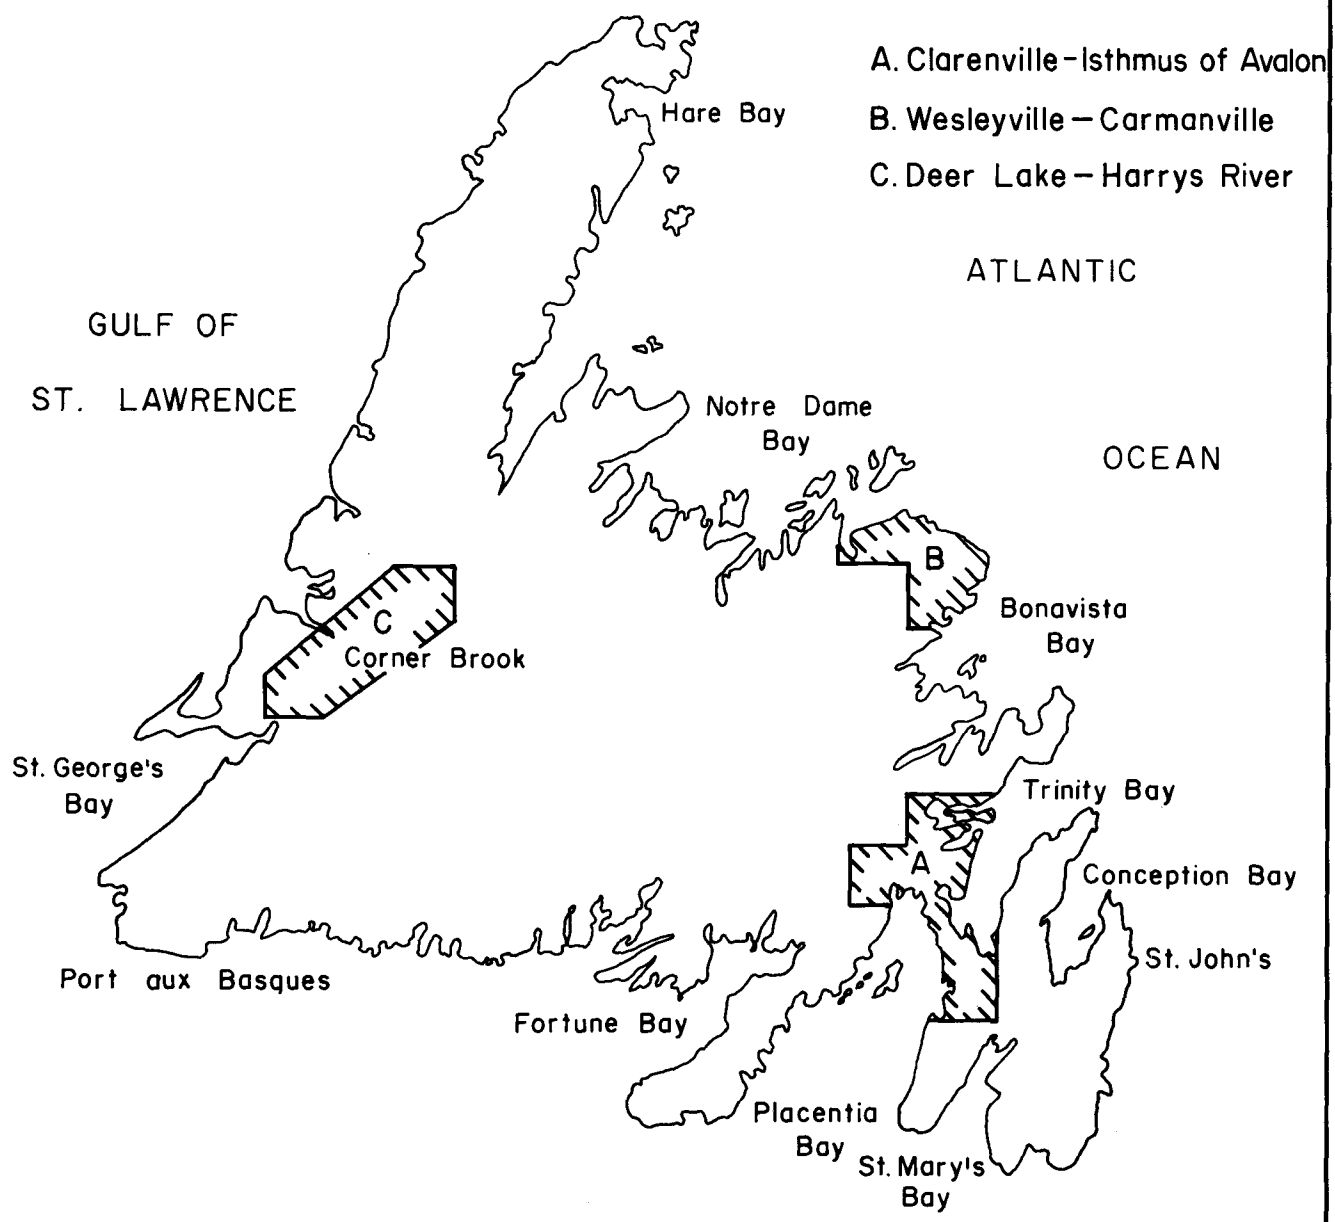 A. Clarenville-Isthmus of Avalon
B. Wesleyville - Carmanville
C. Deer Lake - Harrys River
Hare Bay
ATLANTIC
GULF OF
ST. LAWRENCE
Notre Dame
Bay
OCEAN
B
Bonavista
Bay
C
Corner Brook
St. George's
Bay
Trinity Bay
A
Conception Bay
St. John's
Port aux Basques
Fortune Bay
Placentia
Bay
St. Mary's
Bay